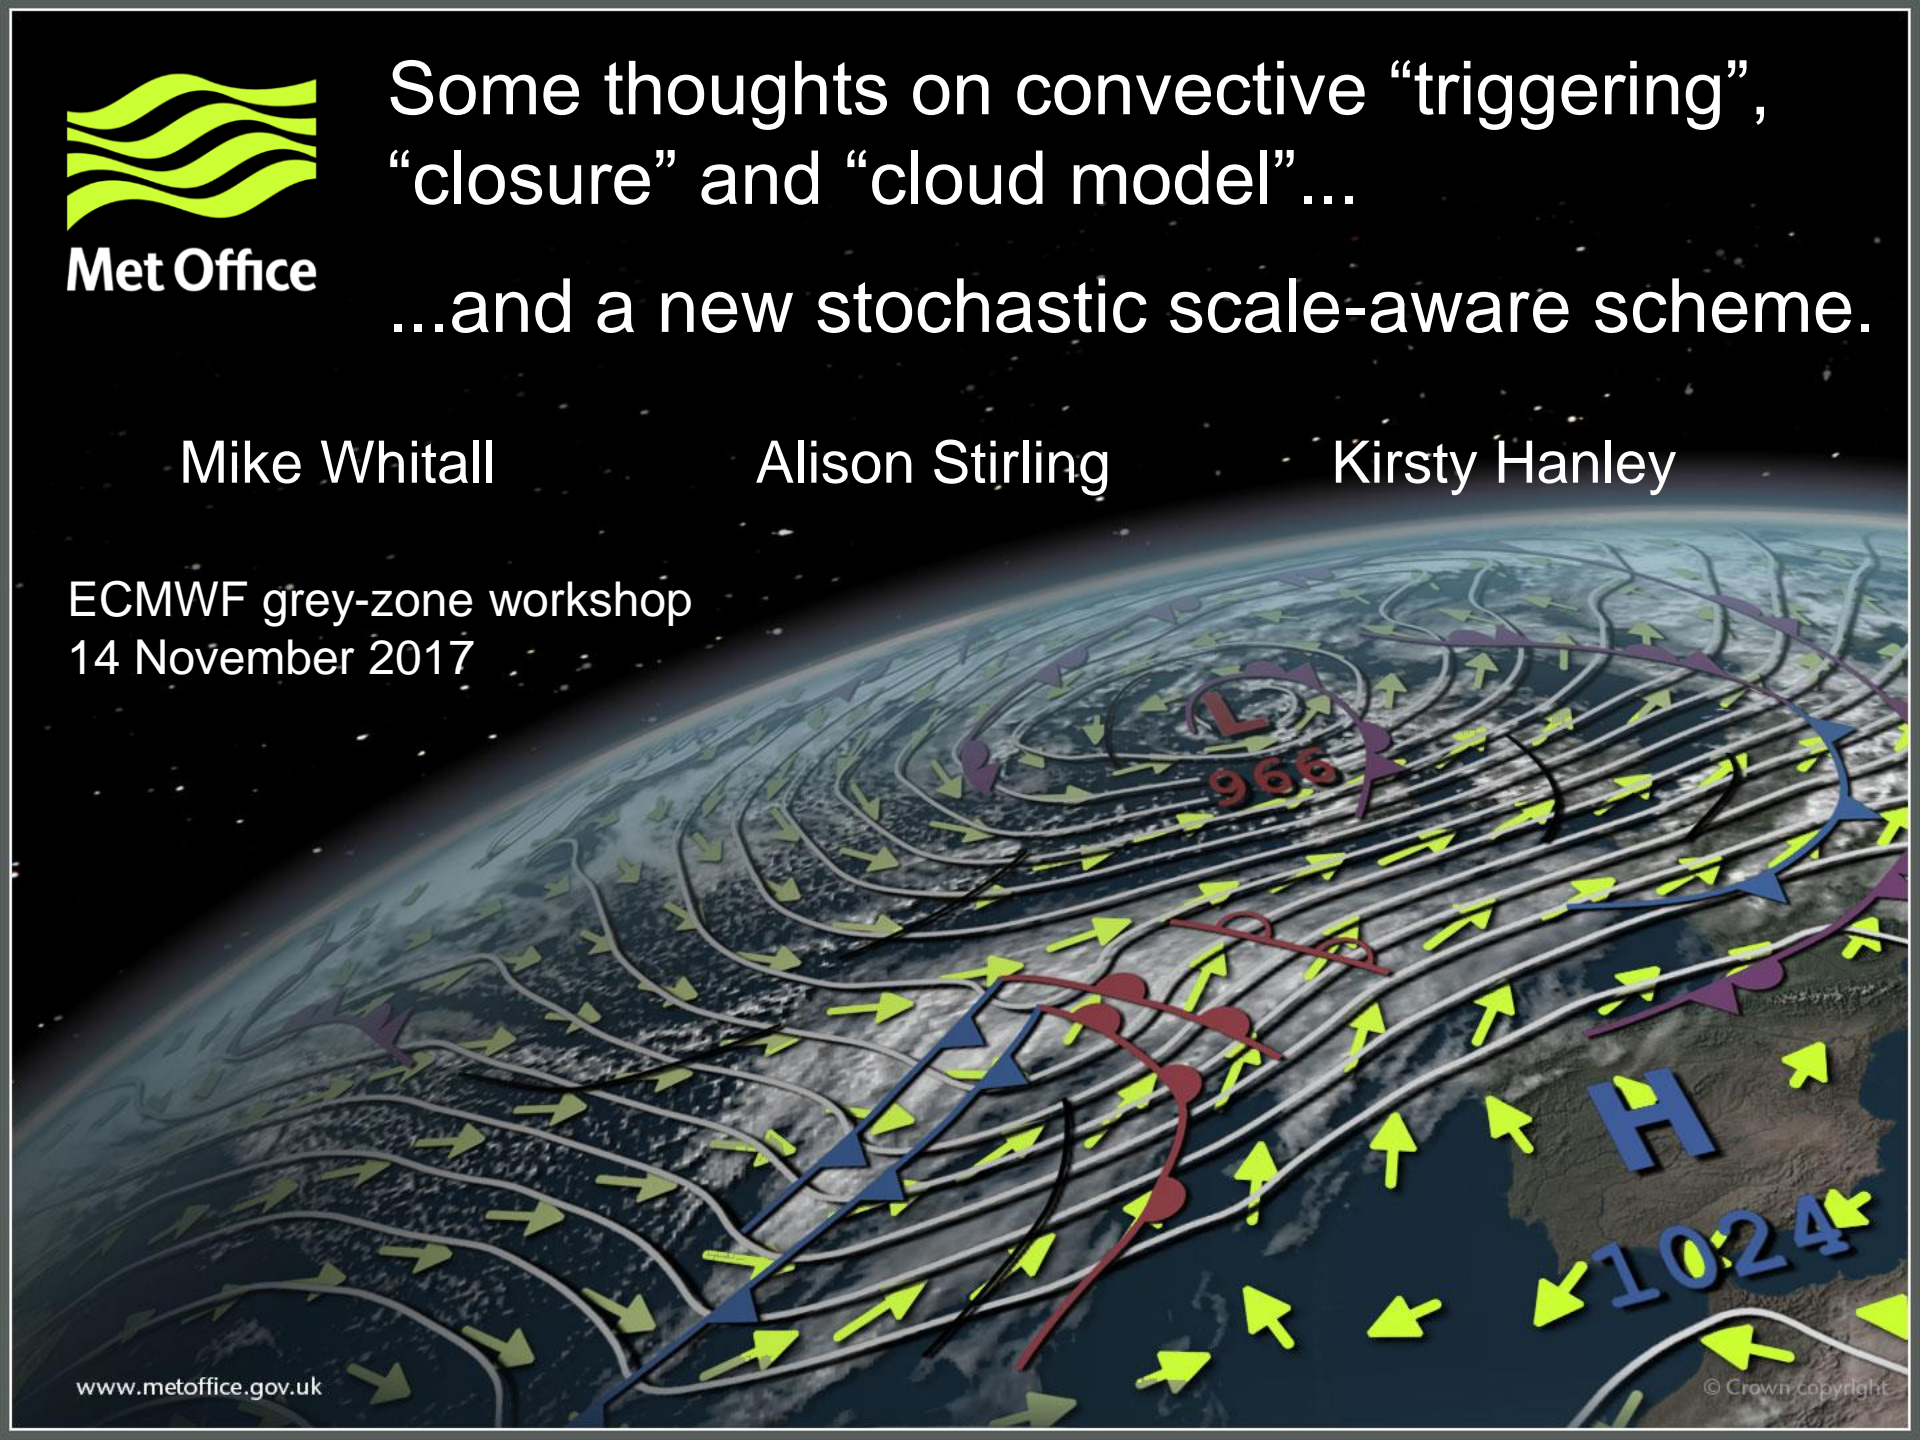 Some thoughts on convective “triggering”,
“closure” and “cloud model”...
...and a new stochastic scale-aware scheme.
Met Office
Mike Whitall Alison Stirling Kirsty Hanley
ECMWF grey-zone workshop
14 November 2017
L
966
H
1024
www.metoffice.gov.uk
© Crown copyright